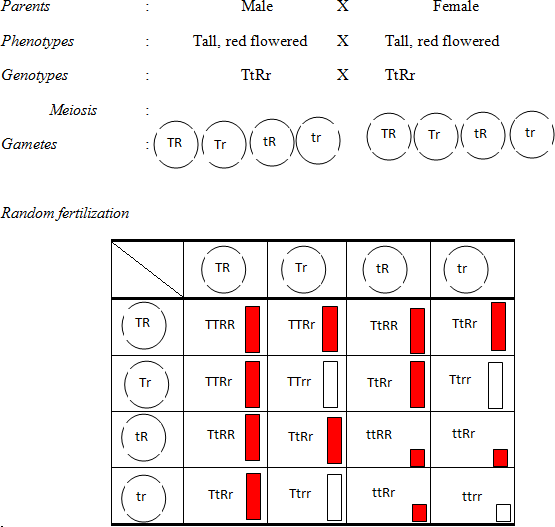 Parents : Male X Female
Phenotypes : Tall, red flowered X Tall, red flowered
Genotypes : TtRr X TtRr
Meiosis :
Gametes : TR Tr tR tr TR Tr tR tr
Random fertilization
TR Tr tR tr
TR TTRR TTRr TtRR TtRr
Tr TTRr TTrr TtRr Ttrr
tR TtRR TtRr ttRR ttRr
tr TtRr Ttrr ttRr ttrr
.